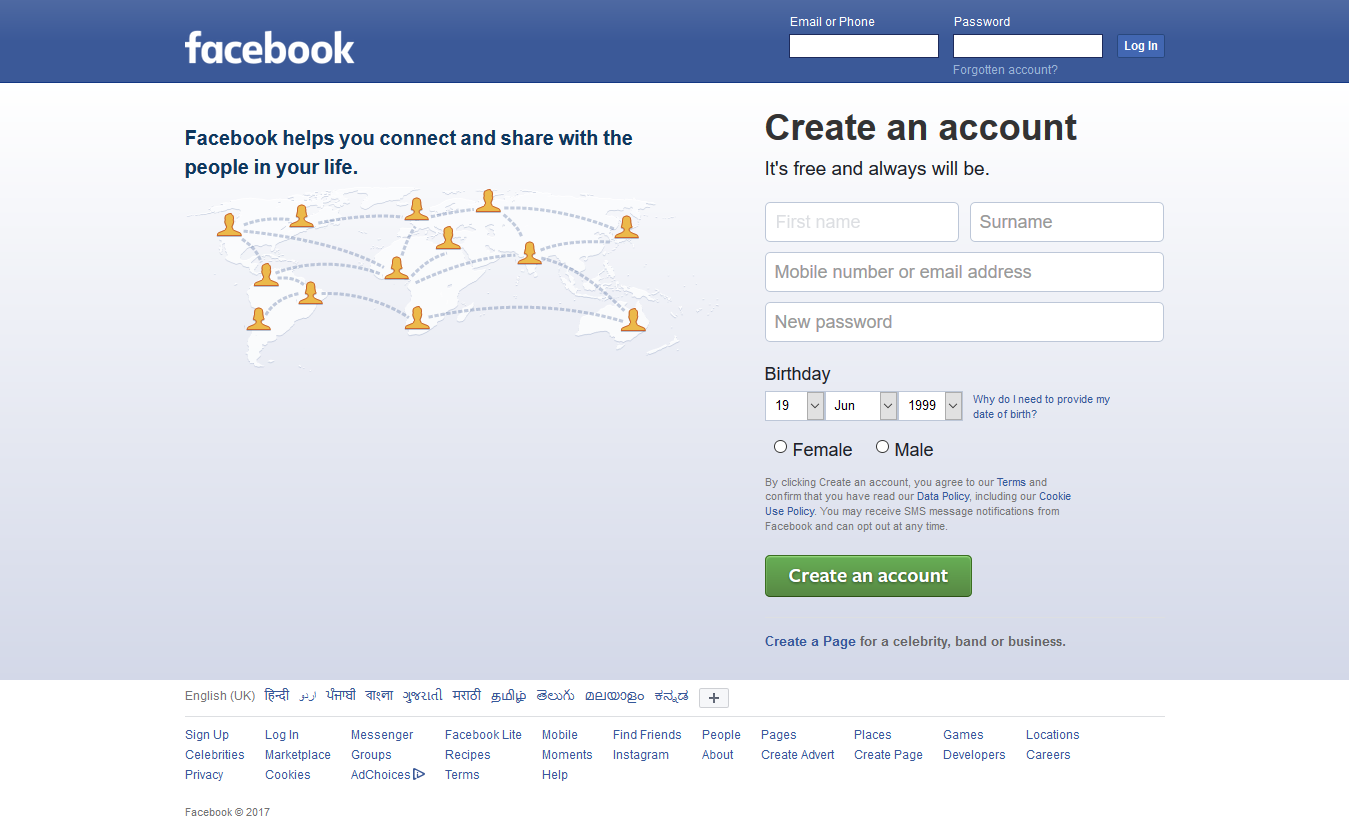 facebook
Email or Phone
Password
Log In
Forgotten account?
Facebook helps you connect and share with the
people in your life.
Create an account
It's free and always will be.
First name
Surname
Mobile number or email address
New password
Birthday
19 Jun 1999
Why do I need to provide my
date of birth?
Female Male
By clicking Create an account, you agree to our Terms and
confirm that you have read our Data Policy, including our Cookie
Use Policy. You may receive SMS message notifications from
Facebook and can opt out at any time.
Create an account
Create a Page for a celebrity, band or business.
English (UK) हिन्दी اردو ਪੰਜਾਬੀ বাংলা ગુજરાતી मराठी தமிழ் తెలుగు മലയാളം ಕನ್ನಡ +
Sign Up Log In Messenger Facebook Lite Mobile Find Friends People Pages Places Games Locations
Celebrities Marketplace Groups Recipes Moments Instagram About Create Advert Create Page Developers Careers
Privacy Cookies AdChoices Terms Help
Facebook © 2017